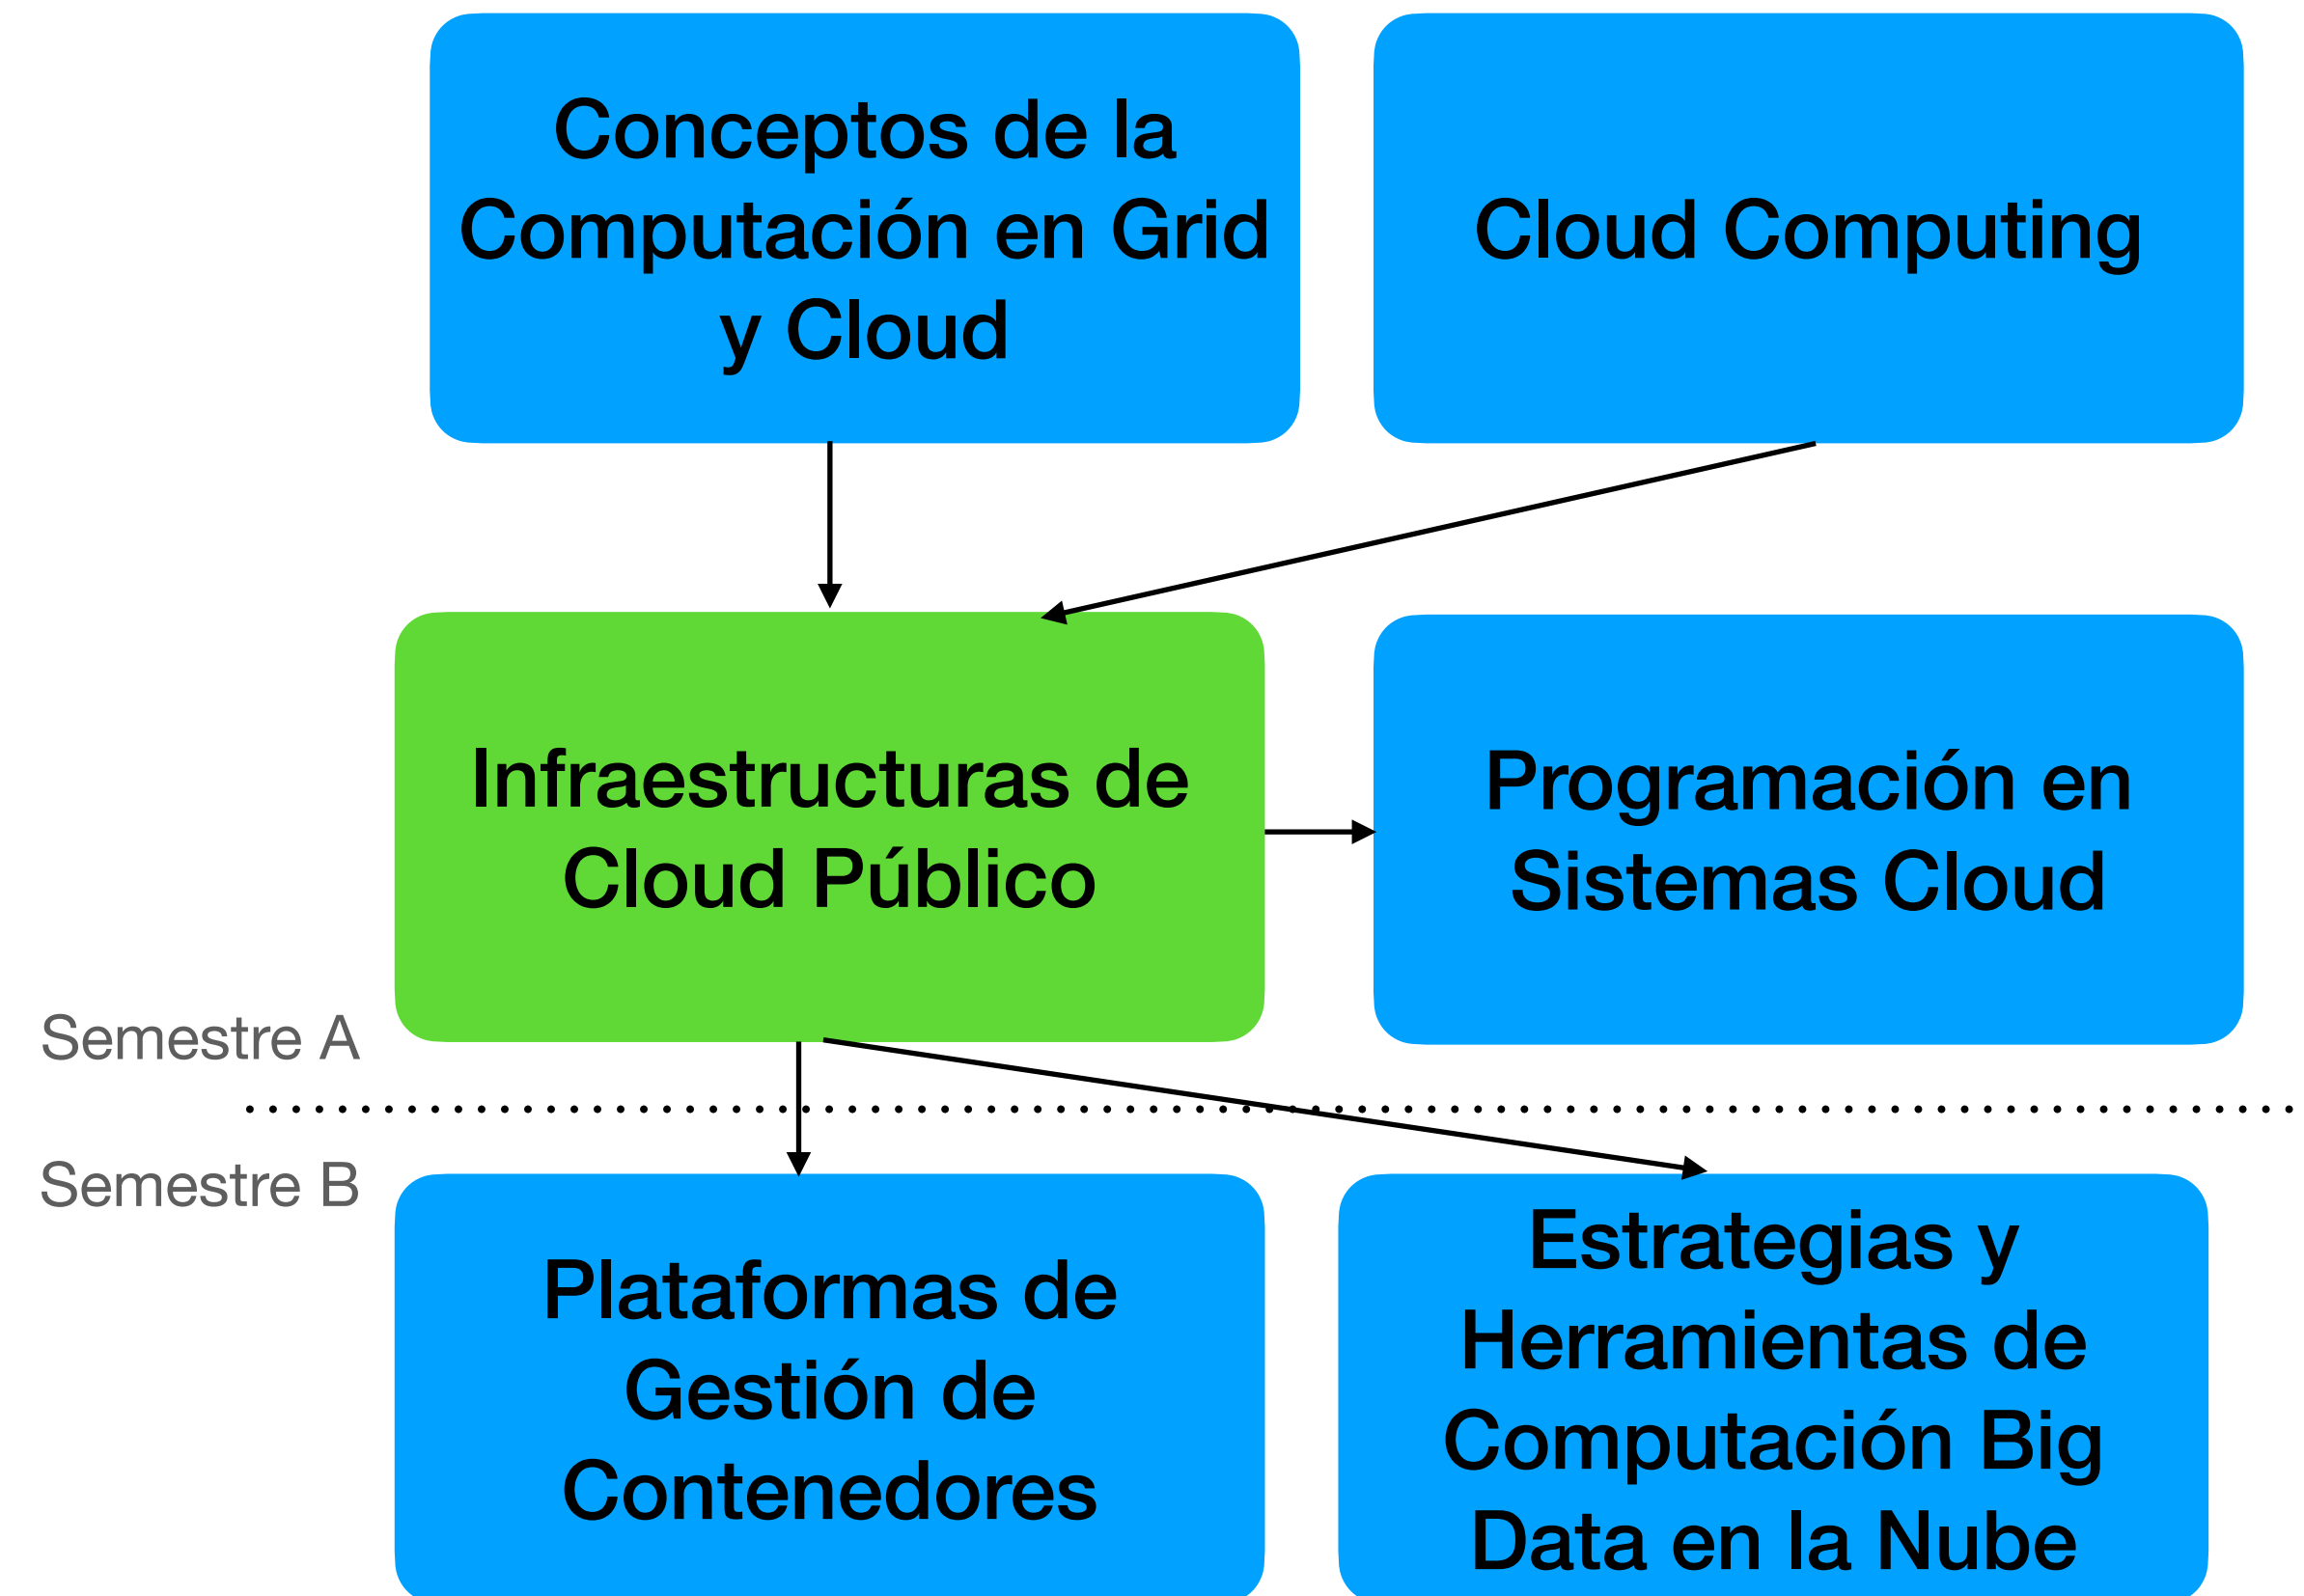 Conceptos de la
Computación en Grid
y Cloud
Cloud Computing
Infraestructuras de
Cloud Público
Programación en
Sistemas Cloud
Semestre A
Semestre B
Plataformas de
Gestión de
Contenedores
Estrategias y
Herramientas de
Computación Big
Data en la Nube